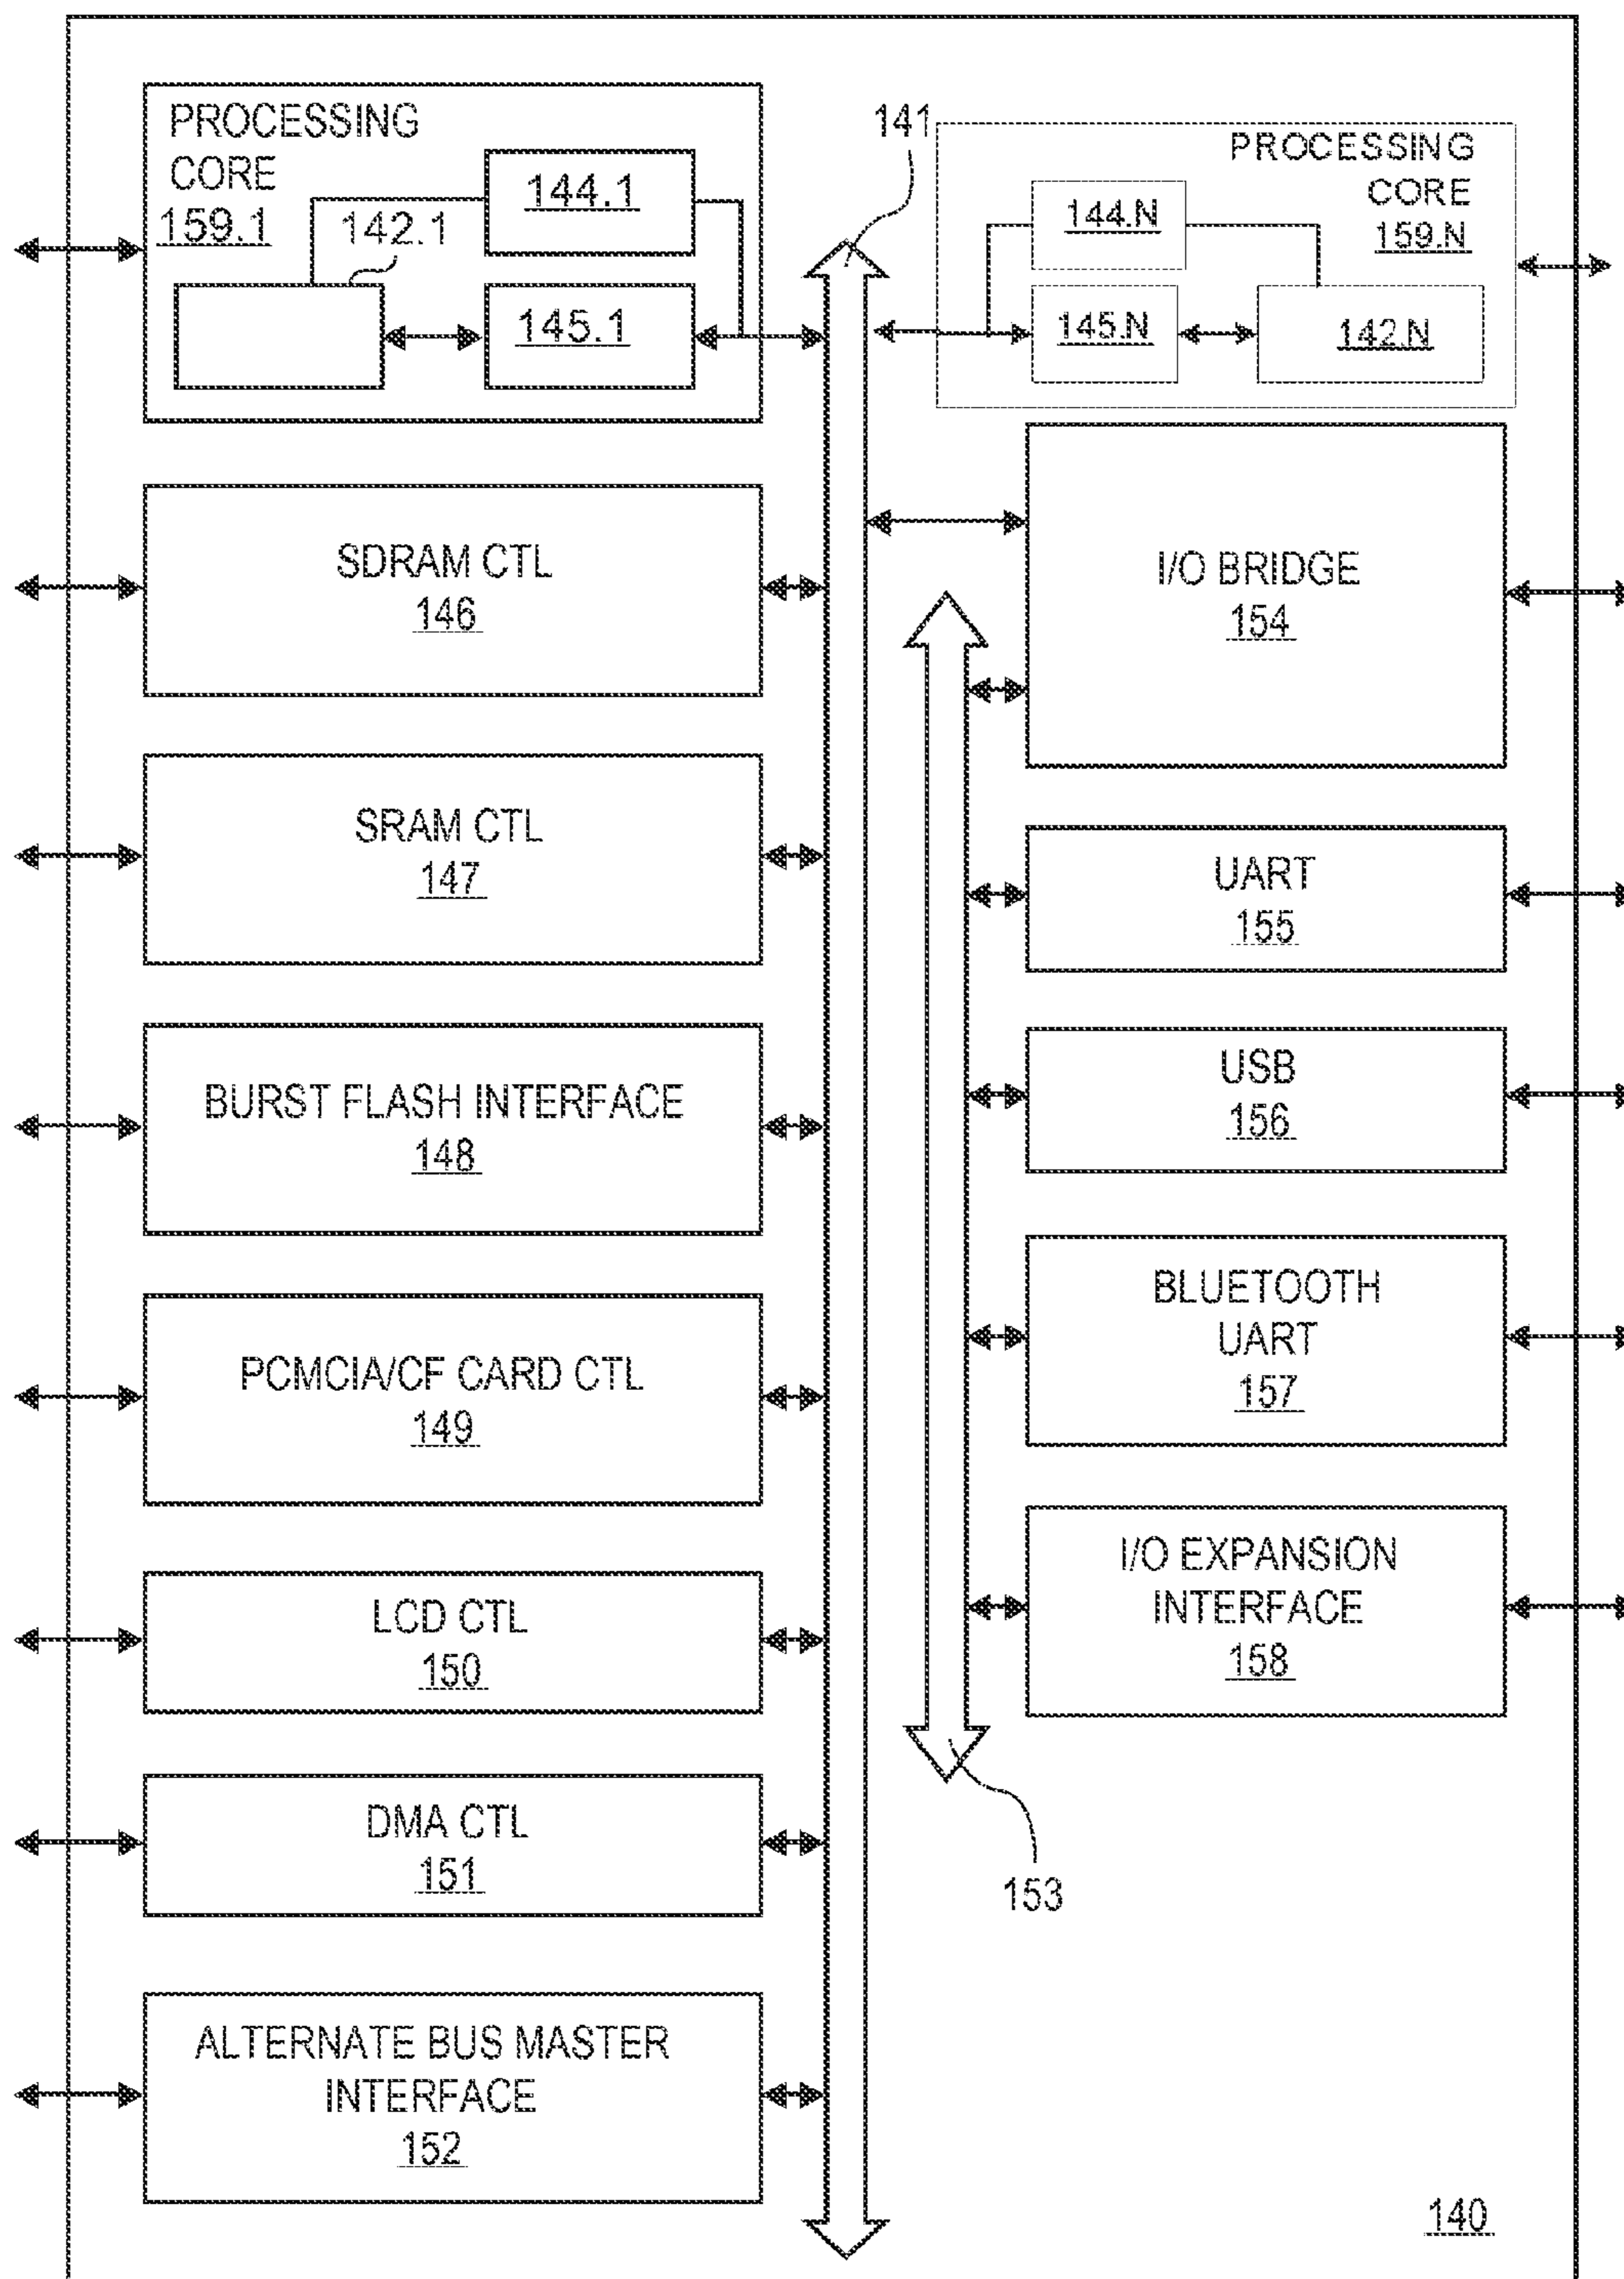 PROCESSING
CORE
159.1
142.1
144.1
145.1
141
PROCESSING
CORE
159.N
144.N
145.N
142.N
SDRAM CTL
146
SRAM CTL
147
BURST FLASH INTERFACE
148
PCMCIA/CF CARD CTL
149
LCD CTL
150
DMA CTL
151
ALTERNATE BUS MASTER
INTERFACE
152
I/O BRIDGE
154
UART
155
USB
156
BLUETOOTH
UART
157
I/O EXPANSION
INTERFACE
158
153
140